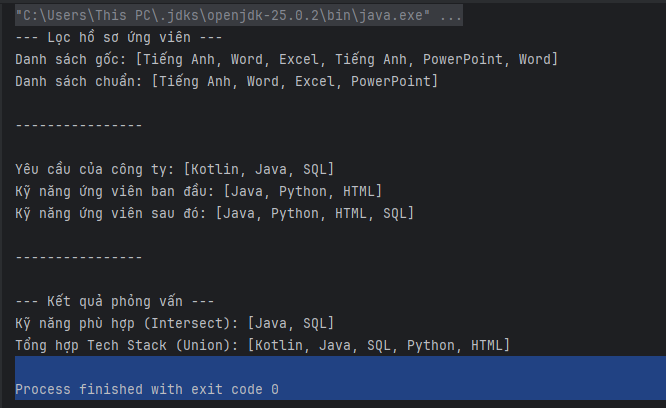 "C:\Users\This PC\.jdks\openjdk-25.0.2\bin\java.exe" ...
--- Lọc hồ sơ ứng viên ---
Danh sách gốc: [Tiếng Anh, Word, Excel, Tiếng Anh, PowerPoint, Word]
Danh sách chuẩn: [Tiếng Anh, Word, Excel, PowerPoint]
----------------
Yêu cầu của công ty: [Kotlin, Java, SQL]
Kỹ năng ứng viên ban đầu: [Java, Python, HTML]
Kỹ năng ứng viên sau đó: [Java, Python, HTML, SQL]
----------------
--- Kết quả phỏng vấn ---
Kỹ năng phù hợp (Intersect): [Java, SQL]
Tổng hợp Tech Stack (Union): [Kotlin, Java, SQL, Python, HTML]
Process finished with exit code 0